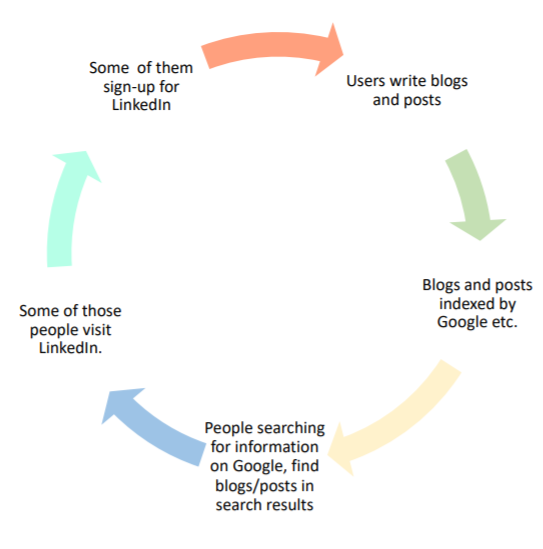 Some of them
sign-up for
LinkedIn
Users write blogs
and posts
Blogs and posts
indexed by
Google etc.
People searching
for information
on Google, find
blogs/posts in
search results
Some of those
people visit
LinkedIn.